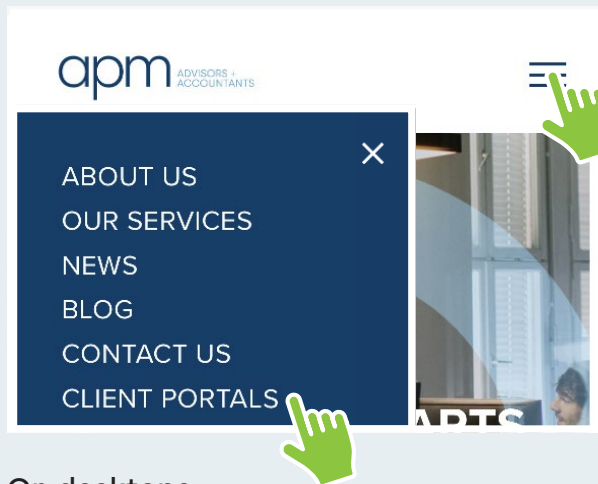 apm ADVISORS +
ACCOUNTANTS
ABOUT US
OUR SERVICES
NEWS
BLOG
CONTACT US
CLIENT PORTALS